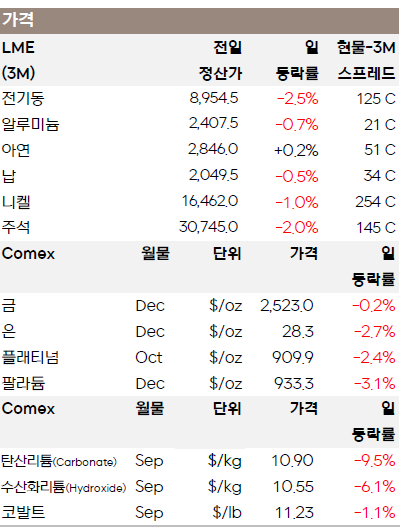 가격
LME 전일 일 현물-3M
(3M) 정산가 등락률 스프레드
전기동 8,954.5 -2.5% 125 C
알루미늄 2,407.5 -0.7% 21 C
아연 2,846.0 +0.2% 51 C
납 2,049.5 -0.5% 34 C
니켈 16,462.0 -1.0% 254 C
주석 30,745.0 -2.0% 145 C
Comex 월물 단위 가격 일
등락률
금 Dec $/oz 2,523.0 -0.2%
은 Dec $/oz 28.3 -2.7%
플래티넘 Oct $/oz 909.9 -2.4%
팔라듐 Dec $/oz 933.3 -3.1%
Comex 월물 단위 가격 일
등락률
탄산리튬(Carbonate) Sep $/kg 10.90 -9.5%
수산화리튬(Hydroxide) Sep $/kg 10.55 -6.1%
코발트 Sep $/lb 11.23 -1.1%